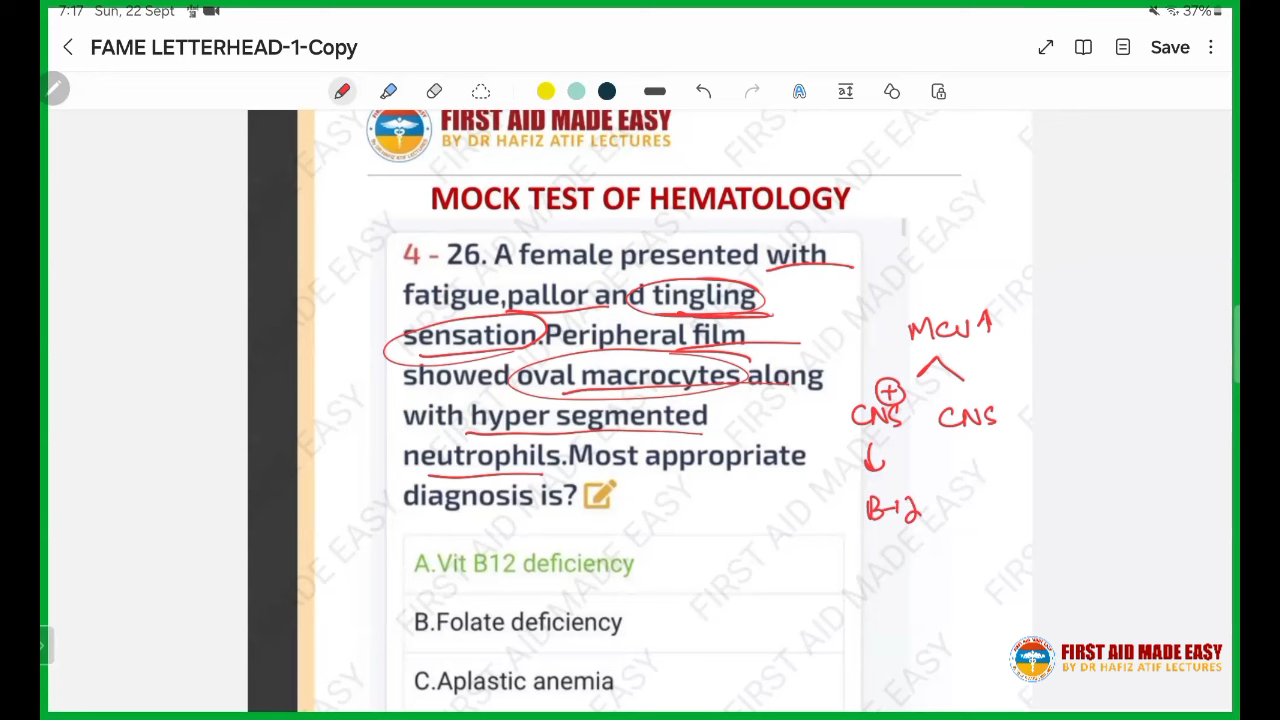 7:17 Sun, 22 Sept
37%
FAME LETTERHEAD-1-Copy
Save
FIRST AID MADE EASY
BY DR HAFIZ ATIF LECTURES
MOCK TEST OF HEMATOLOGY
4 - 26. A female presented with
fatigue,pallor and tingling
sensation.Peripheral film
showed oval macrocytes along
with hyper segmented
neutrophils.Most appropriate
diagnosis is?
A.Vit B12 deficiency
B.Folate deficiency
C.Aplastic anemia
MCV ↑
+
CNS CNS
B-12
FIRST AID MADE EASY
BY DR HAFIZ ATIF LECTURES